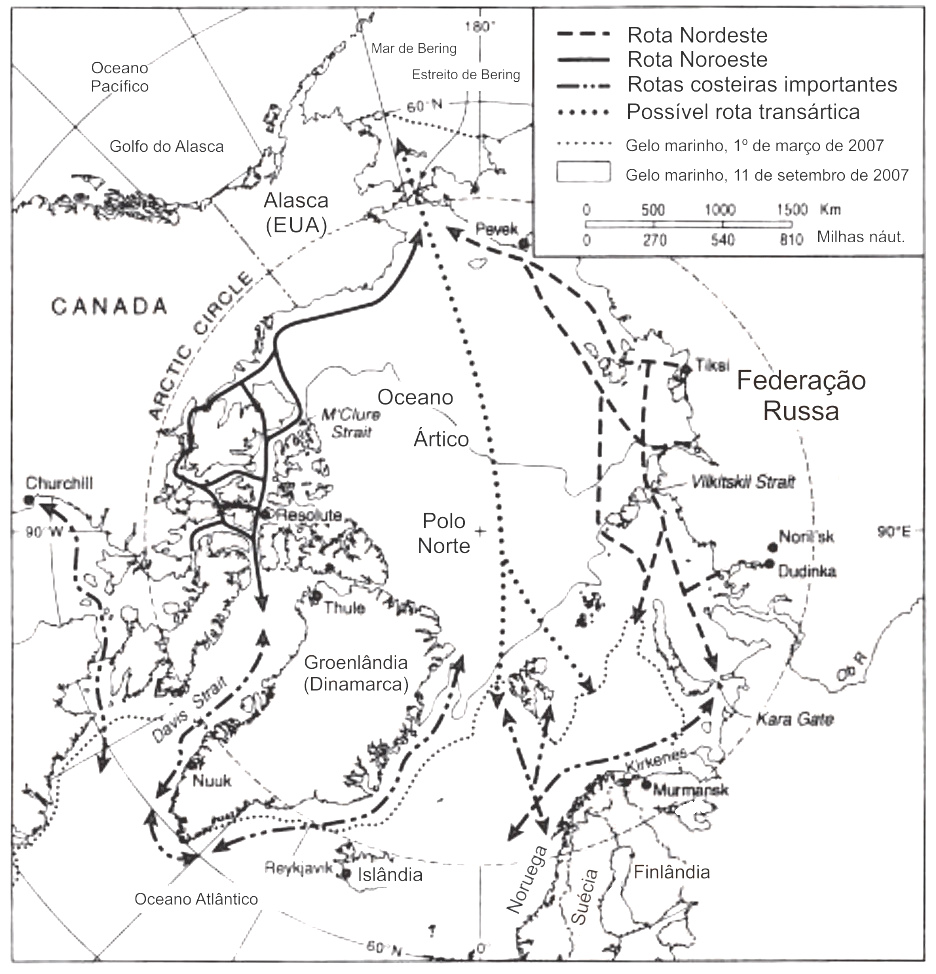 180°
Rota Nordeste
Rota Noroeste
Rotas costeiras importantes
Possível rota transártica
Gelo marinho, 1º de março de 2007
Gelo marinho, 11 de setembro de 2007
0 500 1000 1500 Km
0 270 540 810 Milhas náut.
Mar de Bering
Estreito de Bering
Oceano
Pacífico
60°N
Golfo do Alasca
Alasca
(EUA)
Pevek
CANADA
ARCTIC CIRCLE
Tiksi
Federação
Russa
Oceano
Ártico
M'Clure
Strait
Churchill
Vilkitskii Strait
Resolute
90°W
Polo
Norte
90°E
Noril'sk
Dudinka
Thule
Groenlândia
(Dinamarca)
Ob R
Davis Strait
Kara Gate
Nuuk
Kirkenes
Murmansk
Reykjavik
Islândia
Noruega
Suécia
Finlândia
Oceano Atlântico
60°N
0°